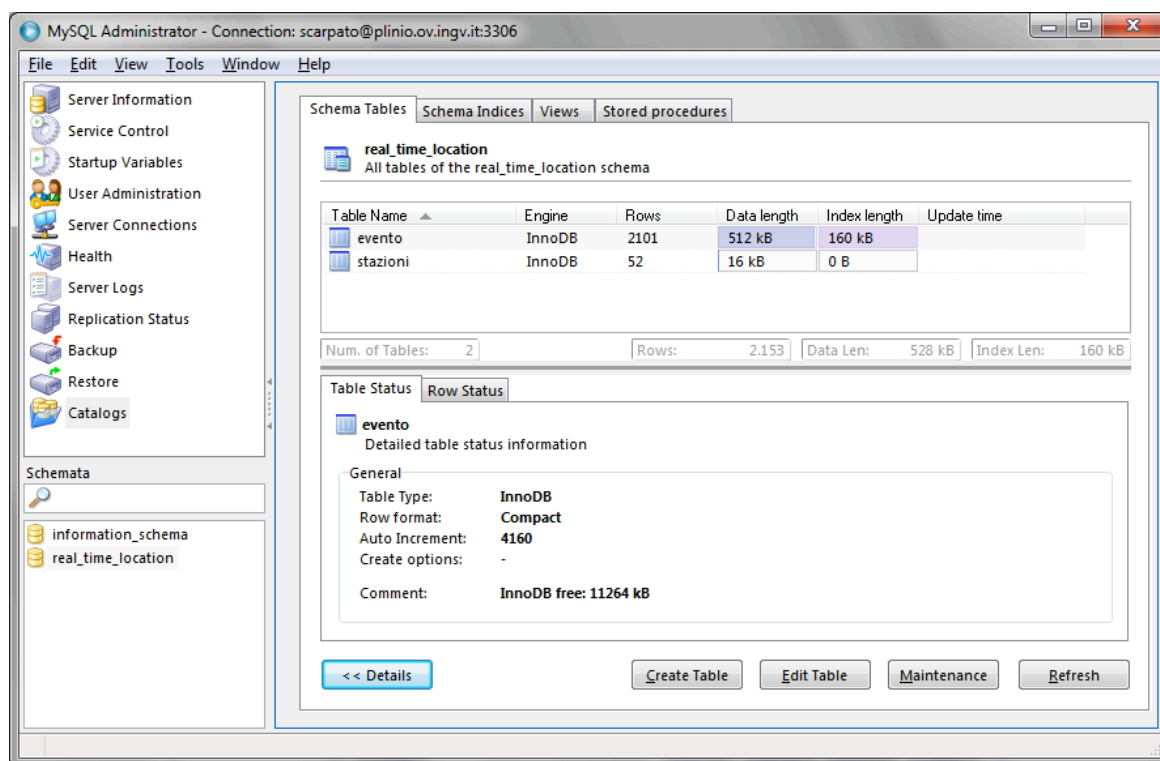 MySQL Administrator - Connection: scarpato@plinio.ov.ingv.it:3306
File Edit View Tools Window Help
Server Information
Service Control
Startup Variables
User Administration
Server Connections
Health
Server Logs
Replication Status
Backup
Restore
Catalogs
Schemata
information_schema
real_time_location
Schema Tables Schema Indices Views Stored procedures
real_time_location
All tables of the real_time_location schema
Table Name Engine Rows Data length Index length Update time
evento InnoDB 2101 512 kB 160 kB
stazioni InnoDB 52 16 kB 0 B
Num. of Tables: 2 Rows: 2.153 Data Len: 528 kB Index Len: 160 kB
Table Status Row Status
evento
Detailed table status information
General
Table Type: InnoDB
Row format: Compact
Auto Increment: 4160
Create options: -
Comment: InnoDB free: 11264 kB
<< Details Create Table Edit Table Maintenance Refresh